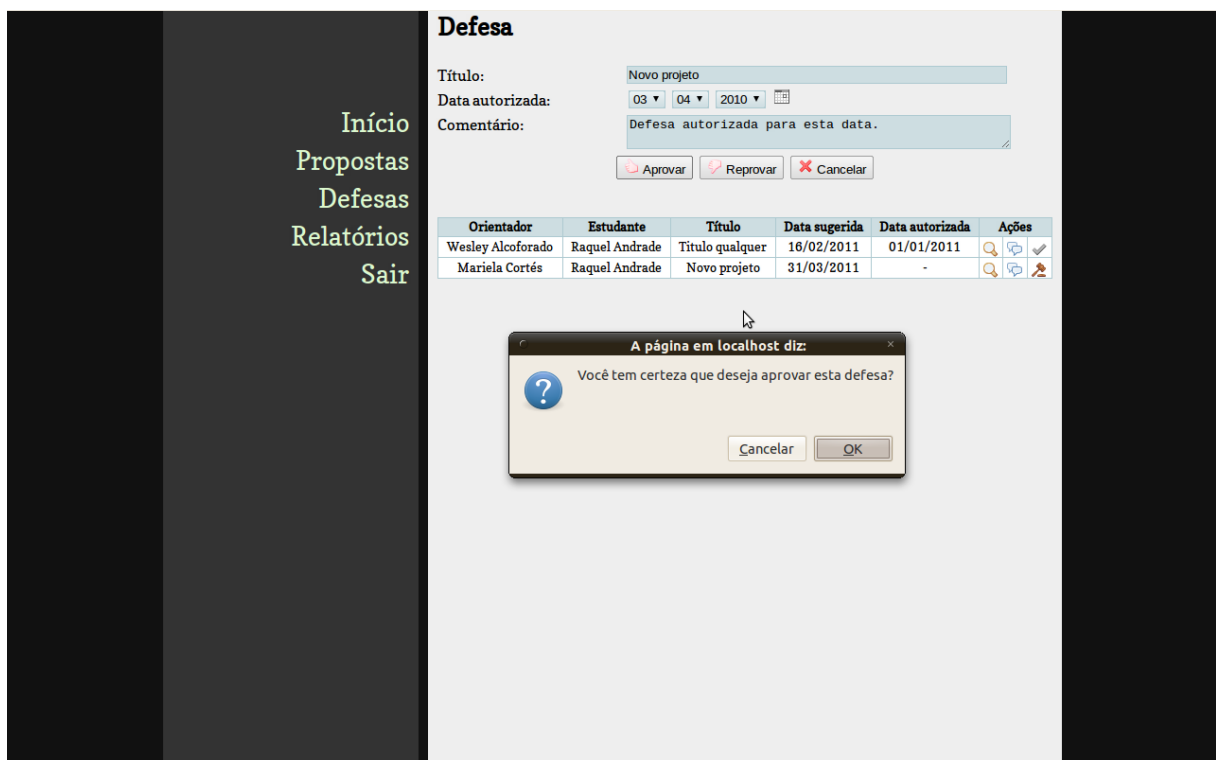 Defesa
Título: Novo projeto
Data autorizada: 03 04 2010
Comentário: Defesa autorizada para esta data.
Aprovar Reprovar Cancelar
Início
Propostas
Defesas
Relatórios
Sair
Orientador Estudante Título Data sugerida Data autorizada Ações
Wesley Alcoforado Raquel Andrade Titulo qualquer 16/02/2011 01/01/2011
Mariela Cortés Raquel Andrade Novo projeto 31/03/2011 -
A página em localhost diz:
Você tem certeza que deseja aprovar esta defesa?
Cancelar OK